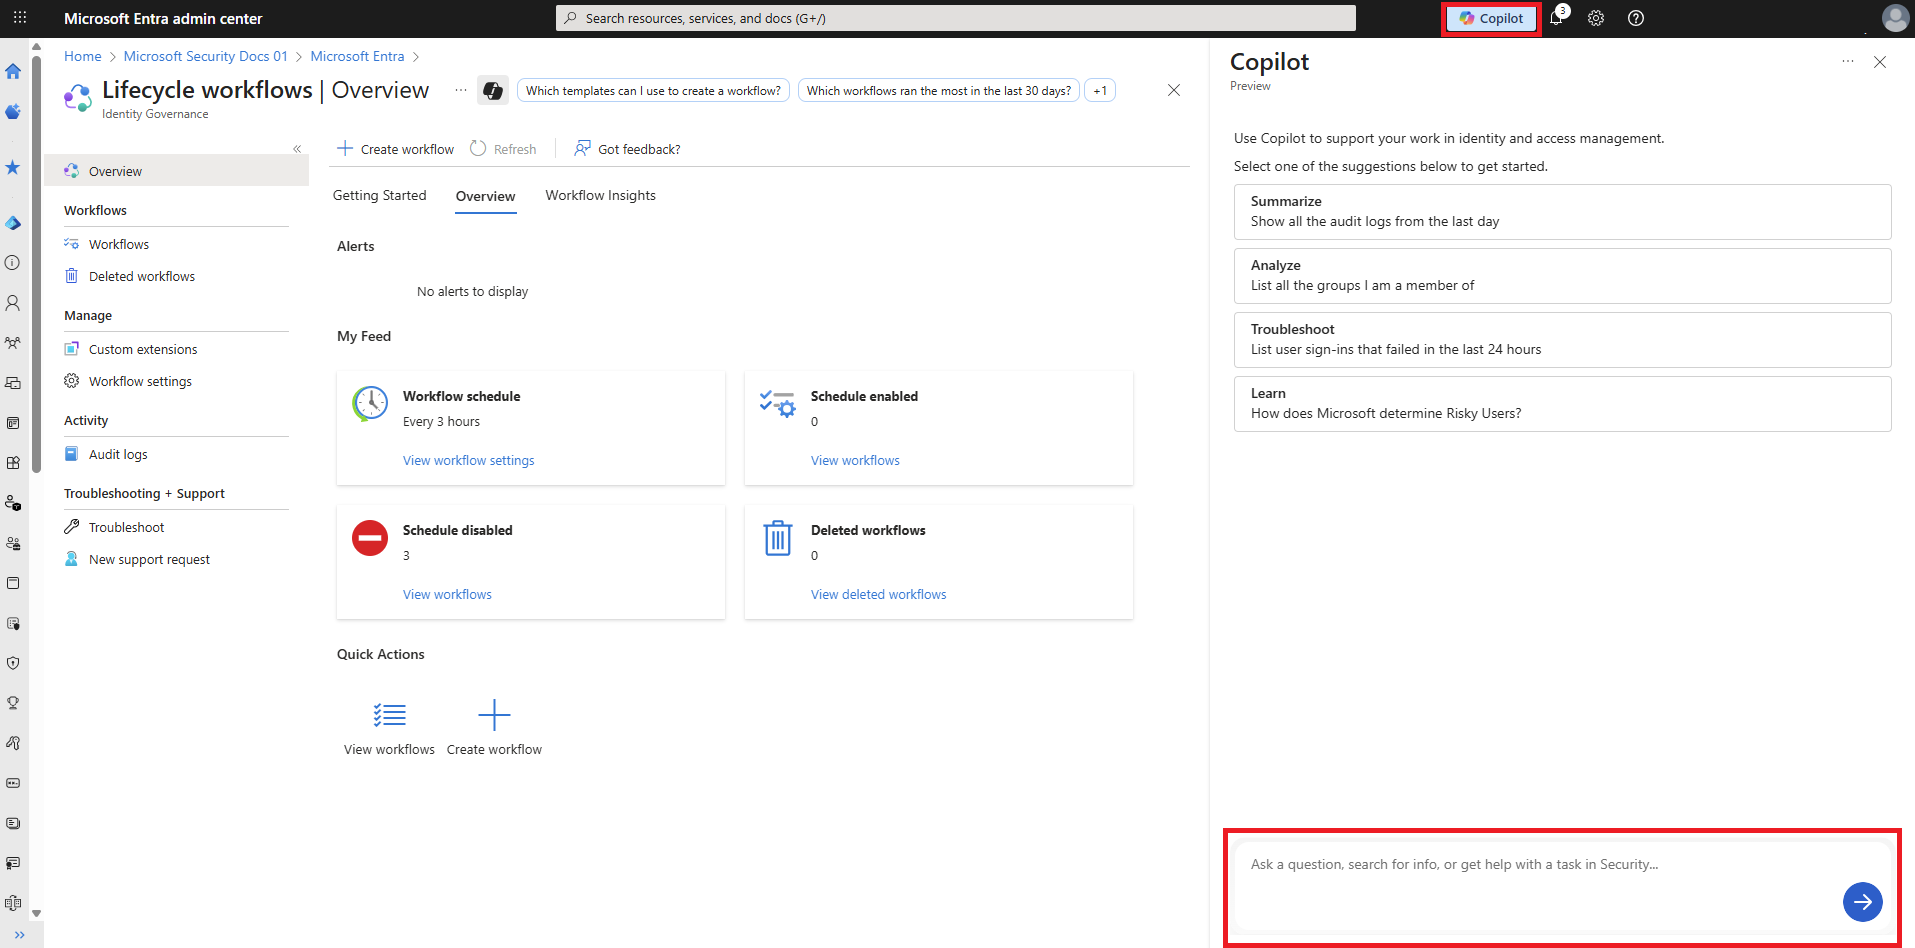 Microsoft Entra admin center
Search resources, services, and docs (G+/)
Copilot
3
Home > Microsoft Security Docs 01 > Microsoft Entra >
Lifecycle workflows | Overview
...
Which templates can I use to create a workflow?
Which workflows ran the most in the last 30 days?
+1
Identity Governance
Overview
Workflows
Workflows
Deleted workflows
Manage
Custom extensions
Workflow settings
Activity
Audit logs
Troubleshooting + Support
Troubleshoot
New support request
Create workflow
Refresh
Got feedback?
Getting Started
Overview
Workflow Insights
Alerts
No alerts to display
My Feed
Workflow schedule
Every 3 hours
View workflow settings
Schedule enabled
0
View workflows
Schedule disabled
3
View workflows
Deleted workflows
0
View deleted workflows
Quick Actions
View workflows
Create workflow
Copilot
...
Preview
Use Copilot to support your work in identity and access management.
Select one of the suggestions below to get started.
Summarize
Show all the audit logs from the last day
Analyze
List all the groups I am a member of
Troubleshoot
List user sign-ins that failed in the last 24 hours
Learn
How does Microsoft determine Risky Users?
Ask a question, search for info, or get help with a task in Security...